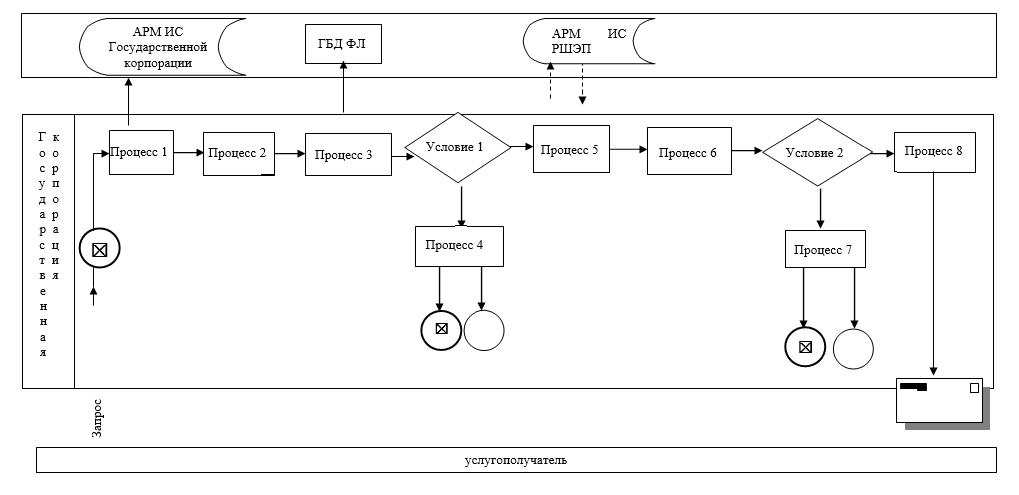 АРМ ИС
Государственной
корпорации
ГБД ФЛ
АРМ ИС
РШЭП
Государственная
корпорация
Процесс 1
Процесс 2
Процесс 3
Условие 1
Процесс 5
Процесс 6
Условие 2
Процесс 8
Процесс 4
Процесс 7
Запрос
услугополучатель